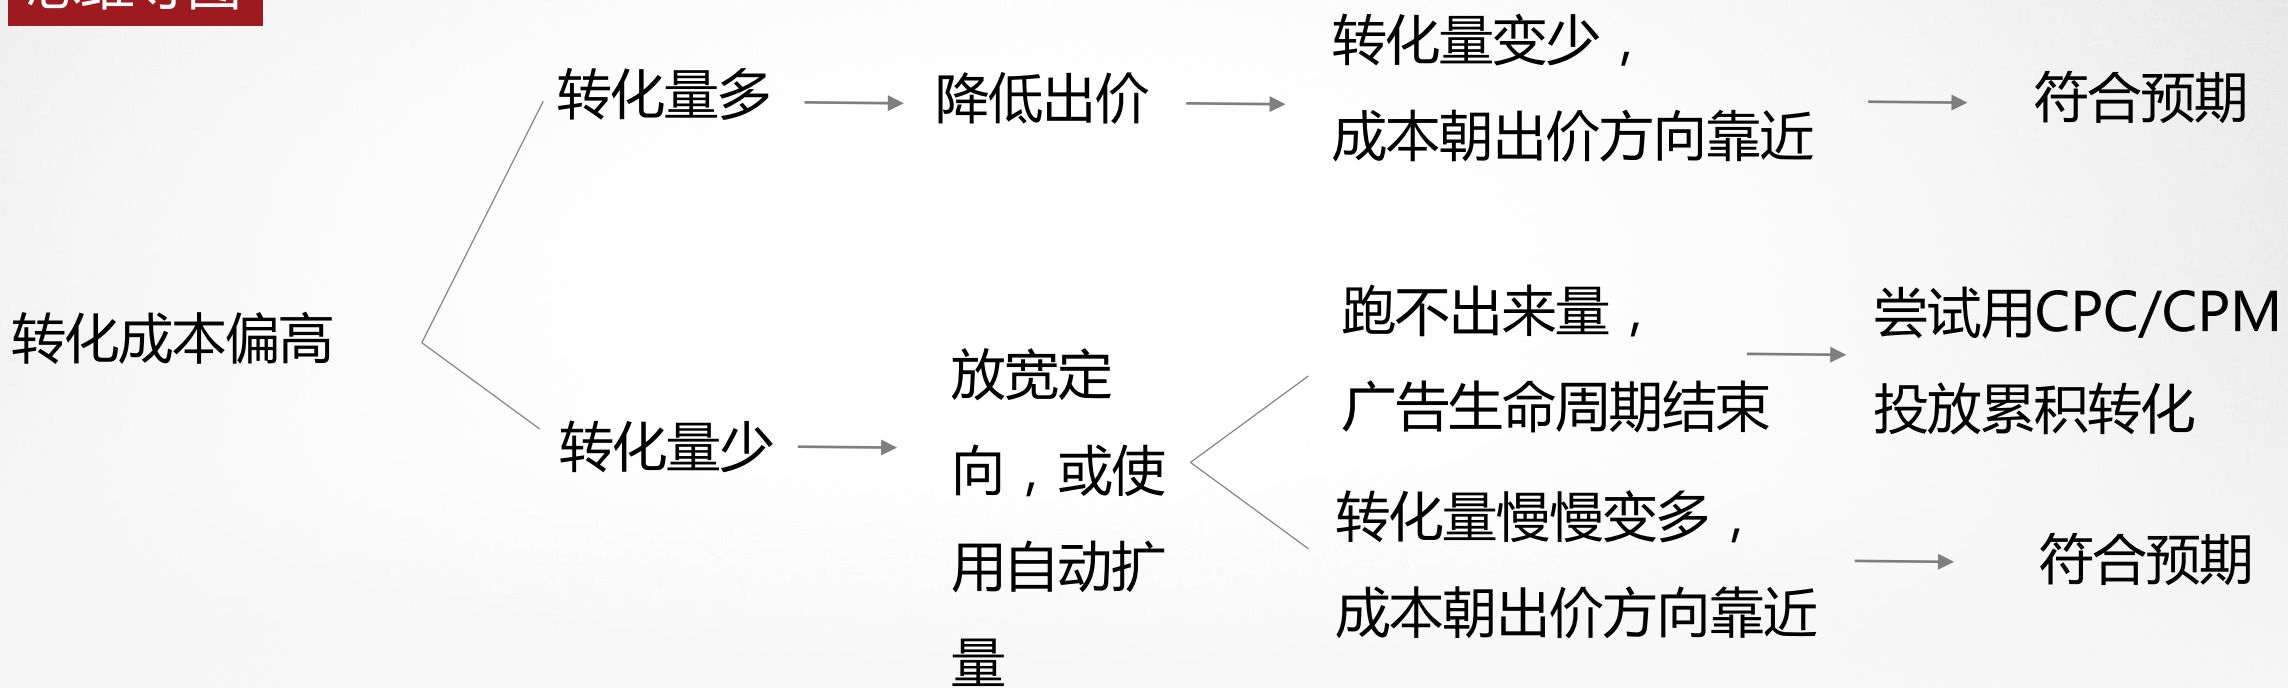 思维导图
转化成本偏高
转化量多
降低出价
转化量变少，
成本朝出价方向靠近
符合预期
转化量少
放宽定
向，或使
用自动扩
量
跑不出来量，
广告生命周期结束
尝试用CPC/CPM
投放累积转化
转化量慢慢变多，
成本朝出价方向靠近
符合预期